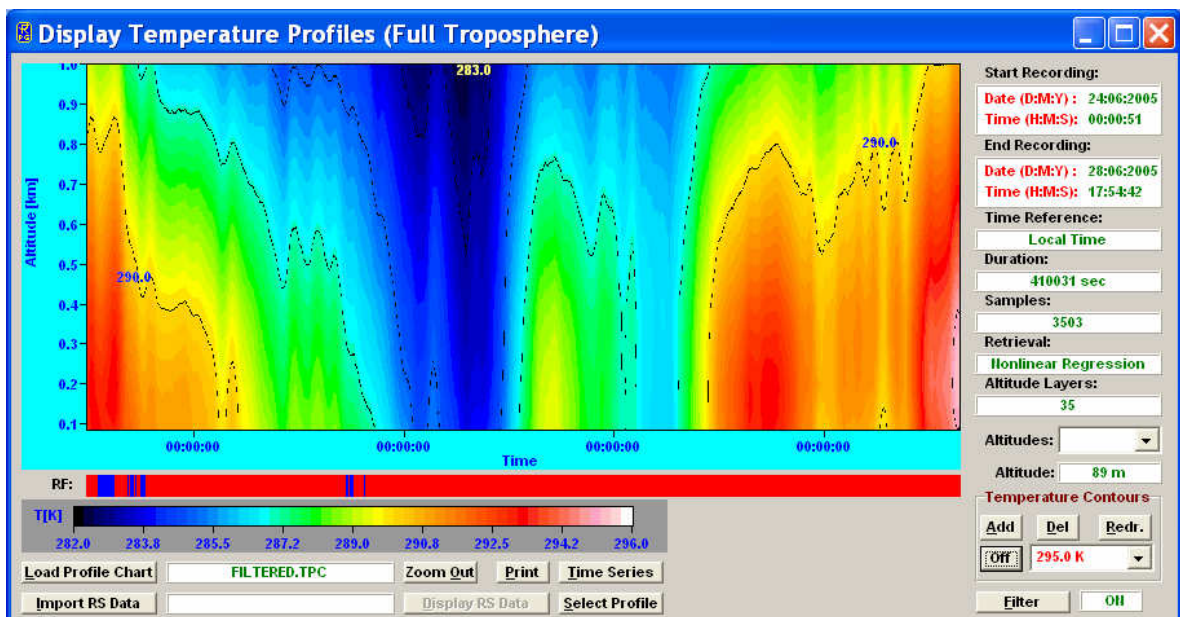 Display Temperature Profiles (Full Troposphere)
283.0
290.0
290.0
Altitude [km]
1.0
0.9
0.8
0.7
0.6
0.5
0.4
0.3
0.2
0.1
00:00:00 00:00:00 00:00:00 00:00:00
Time
RF:
T[K]
282.0 283.8 285.5 287.2 289.0 290.8 292.5 294.2 296.0
Load Profile Chart FILTERED.TPC Zoom Out Print Time Series
Import RS Data Display RS Data Select Profile
Start Recording:
Date (D:M:Y) : 24:06:2005
Time (H:M:S): 00:00:51
End Recording:
Date (D:M:Y) : 28:06:2005
Time (H:M:S): 17:54:42
Time Reference:
Local Time
Duration:
410031 sec
Samples:
3503
Retrieval:
Nonlinear Regression
Altitude Layers:
35
Altitudes:
Altitude: 89 m
Temperature Contours
Add Del Redr.
Off 295.0 K
Filter ON